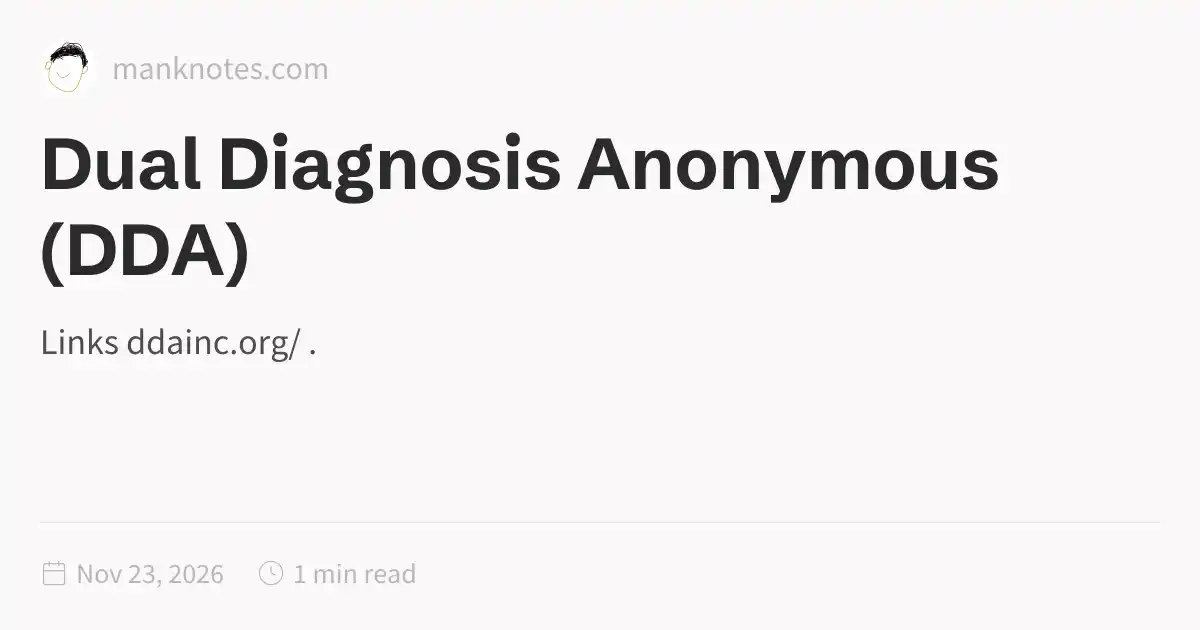 manknotes.com
Dual Diagnosis Anonymous
(DDA)
Links ddainc.org/ .
Nov 23, 2026
1 min read